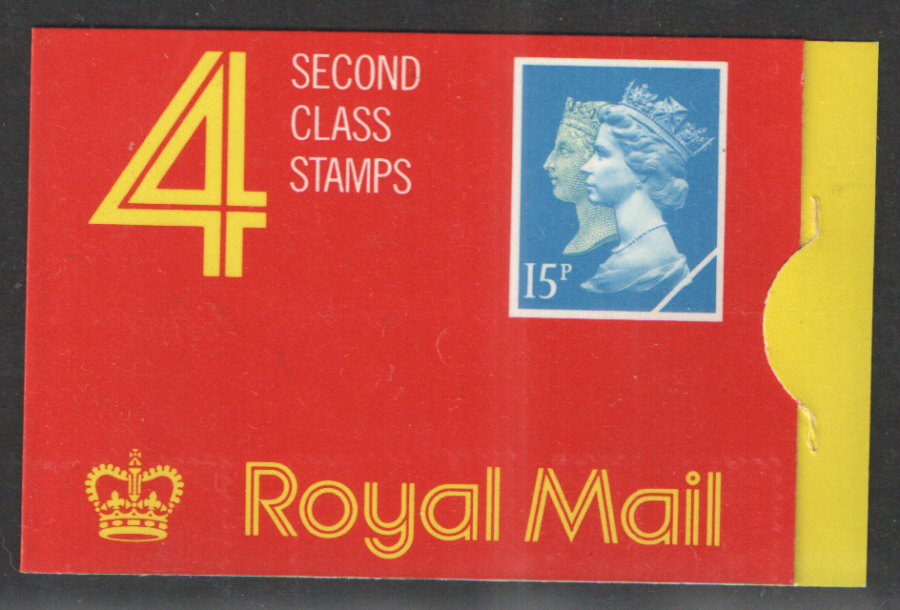 4
SECOND
CLASS
STAMPS
15P
Royal Mail